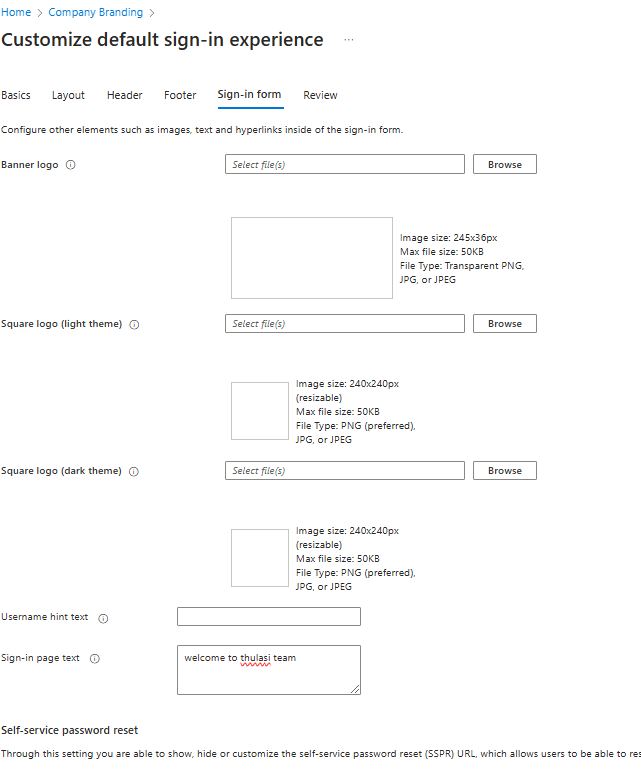 Home > Company Branding >
Customize default sign-in experience ...
Basics Layout Header Footer Sign-in form Review
Configure other elements such as images, text and hyperlinks inside of the sign-in form.
Banner logo Select file(s) Browse
Image size: 245x36px
Max file size: 50KB
File Type: Transparent PNG,
JPG, or JPEG
Square logo (light theme) Select file(s) Browse
Image size: 240x240px
(resizable)
Max file size: 50KB
File Type: PNG (preferred),
JPG, or JPEG
Square logo (dark theme) Select file(s) Browse
Image size: 240x240px
(resizable)
Max file size: 50KB
File Type: PNG (preferred),
JPG, or JPEG
Username hint text
Sign-in page text welcome to thulasi team
Self-service password reset
Through this setting you are able to show, hide or customize the self-service password reset (SSPR) URL, which allows users to be able to res